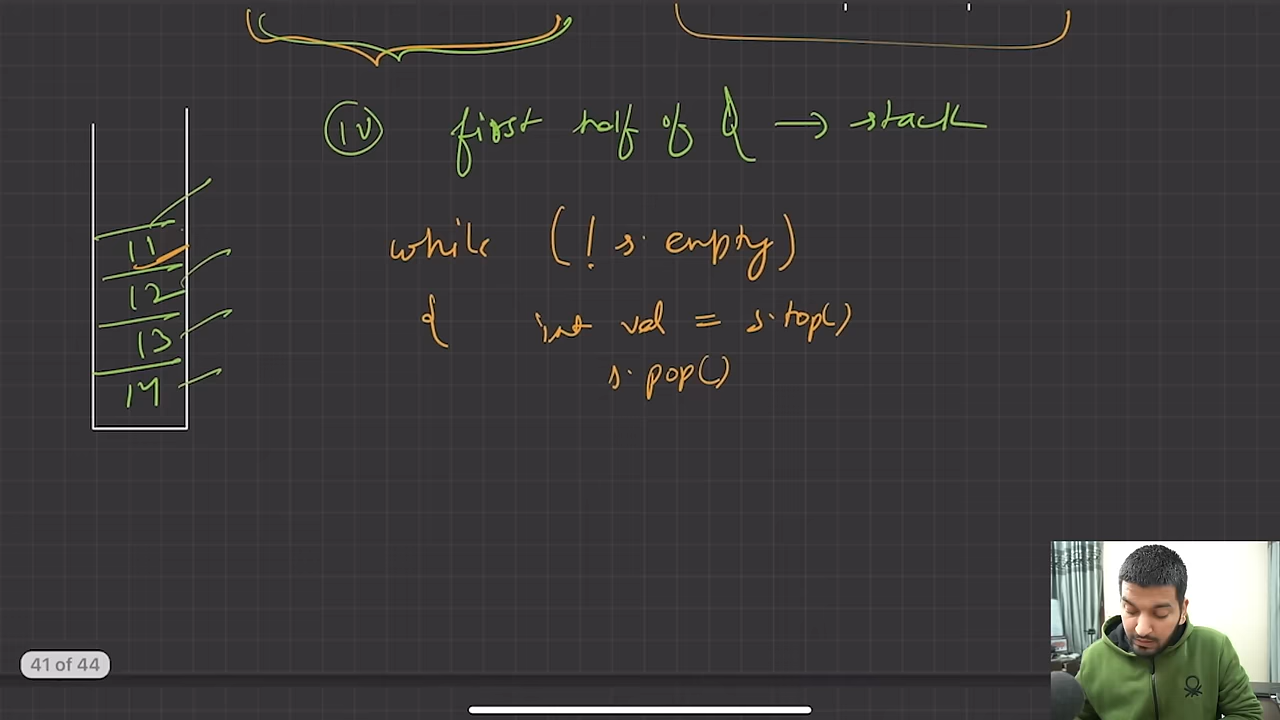 (iv) first half of Q → stack
while (! s. empty)
{ int val = s.top()
s. pop()
11
12
13
14
41 of 44